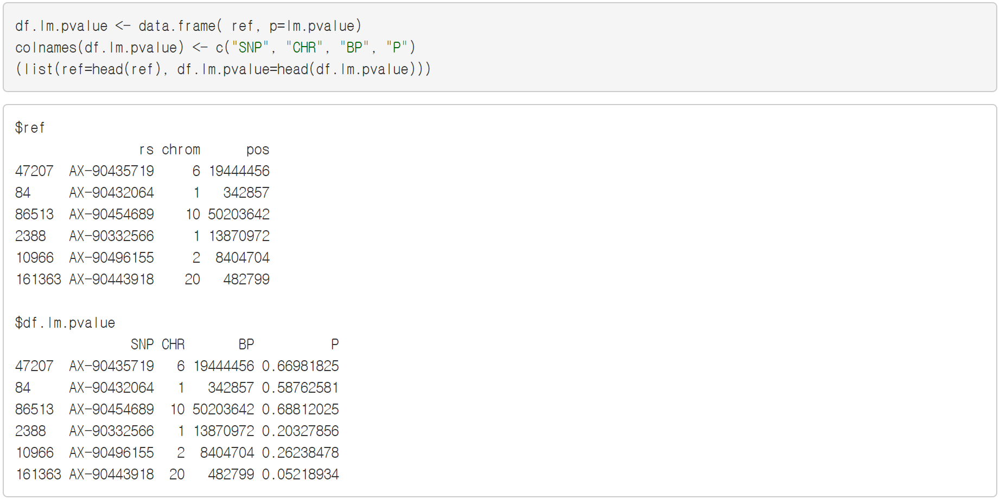 df.lm.pvalue <- data.frame( ref, p=lm.pvalue)
colnames(df.lm.pvalue) <- c("SNP", "CHR", "BP", "P")
(list(ref=head(ref), df.lm.pvalue=head(df.lm.pvalue)))
$ref
rs chrom pos
47207 AX-90435719 6 19444456
84 AX-90432064 1 342857
86513 AX-90454689 10 50203642
2388 AX-90332566 1 13870972
10966 AX-90496155 2 8404704
161363 AX-90443918 20 482799
$df.lm.pvalue
SNP CHR BP P
47207 AX-90435719 6 19444456 0.66981825
84 AX-90432064 1 342857 0.58762581
86513 AX-90454689 10 50203642 0.68812025
2388 AX-90332566 1 13870972 0.20327856
10966 AX-90496155 2 8404704 0.26238478
161363 AX-90443918 20 482799 0.05218934